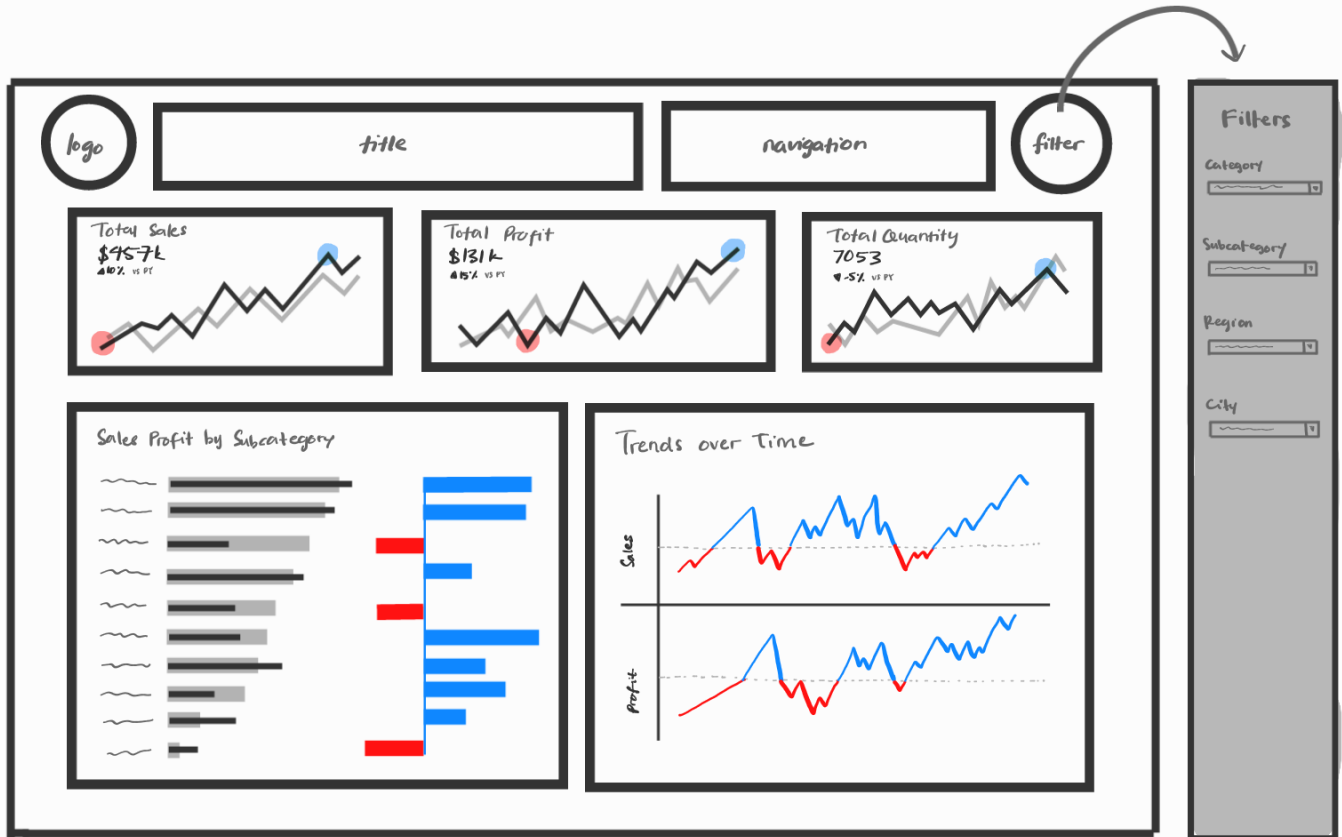 logo
title
navigation
filter
Total Sales
$457k
▲10% VS PY
Total Profit
$131k
▲15% VS PY
Total Quantity
7053
▼-5% VS PY
Sales Profit by Subcategory
Trends over Time
Sales
Profit
Filters
Category
Subcategory
Region
City